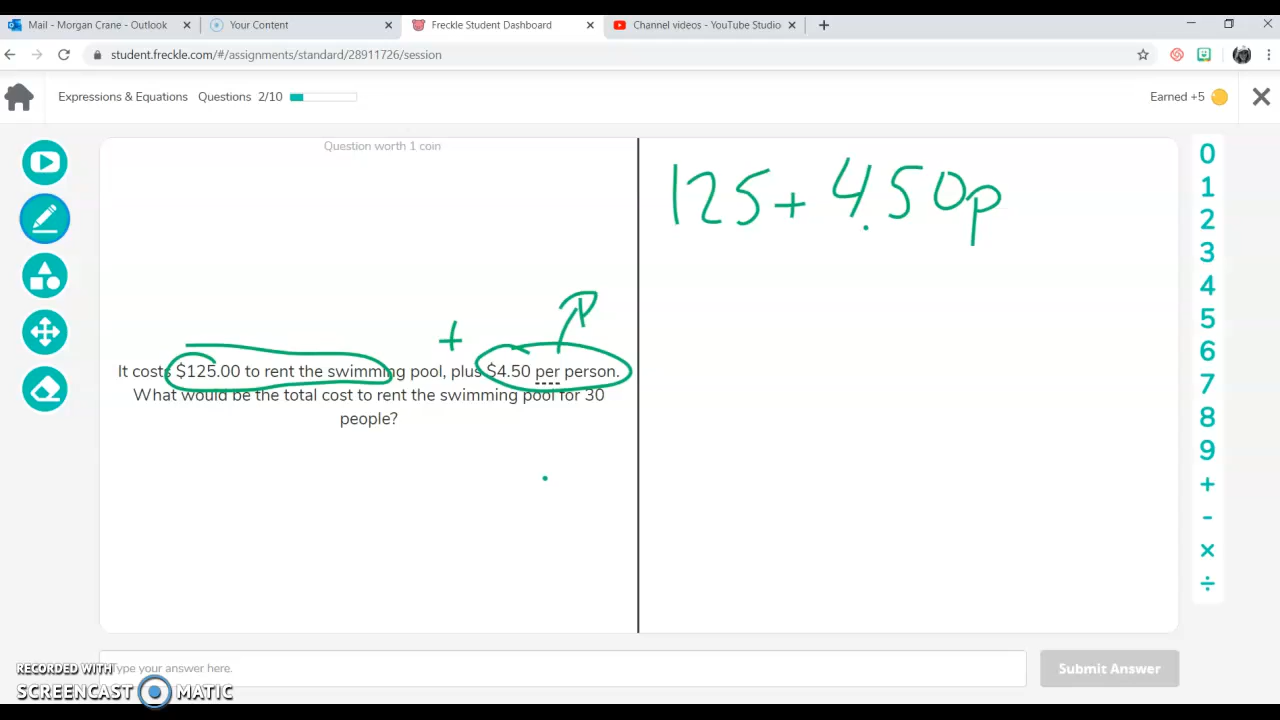 Mail - Morgan Crane - Outlook
Your Content
Freckle Student Dashboard
Channel videos - YouTube Studio
student.freckle.com/#/assignments/standard/28911726/session
Expressions & Equations Questions 2/10
Earned +5
Question worth 1 coin
125 + 4.50p
+
p
It costs $125.00 to rent the swimming pool, plus $4.50 per person.
What would be the total cost to rent the swimming pool for 30
people?
0
1
2
3
4
5
6
7
8
9
+
-
×
÷
Type your answer here.
Submit Answer
RECORDED WITH
SCREENCAST MATIC